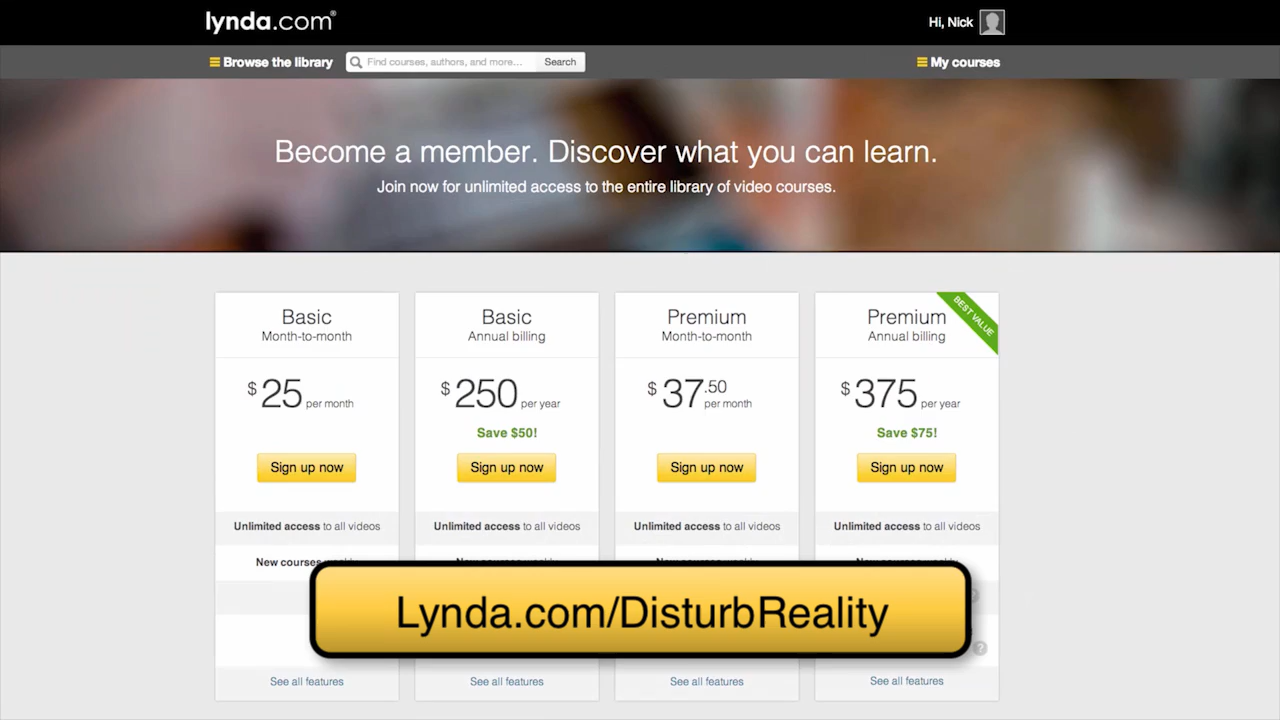 lynda.com®
Hi, Nick
Browse the library
Find courses, authors, and more...
Search
My courses
Become a member. Discover what you can learn.
Join now for unlimited access to the entire library of video courses.
Basic
Month-to-month
$25 per month
Sign up now
Unlimited access to all videos
New courses
See all features
Basic
Annual billing
$250 per year
Save $50!
Sign up now
Unlimited access to all videos
See all features
Premium
Month-to-month
$37.50 per month
Sign up now
Unlimited access to all videos
See all features
BEST VALUE
Premium
Annual billing
$375 per year
Save $75!
Sign up now
Unlimited access to all videos
?
See all features
Lynda.com/DisturbReality